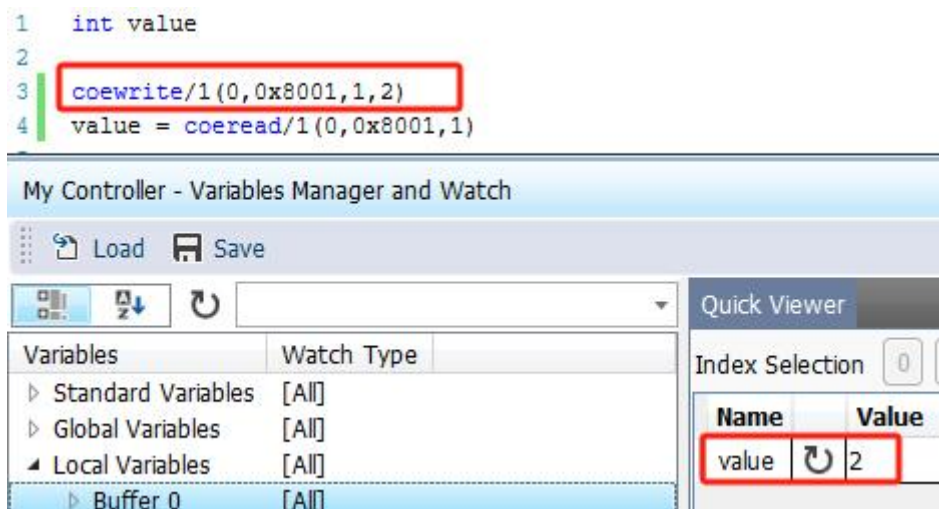 1 int value
2
3 coewrite/1(0,0x8001,1,2)
4 value = coeread/1(0,0x8001,1)
My Controller - Variables Manager and Watch
Load Save
Quick Viewer
Variables Watch Type
Index Selection 0
Standard Variables [All]
Name Value
Global Variables [All]
Local Variables [All]
value 2
Buffer 0 [All]